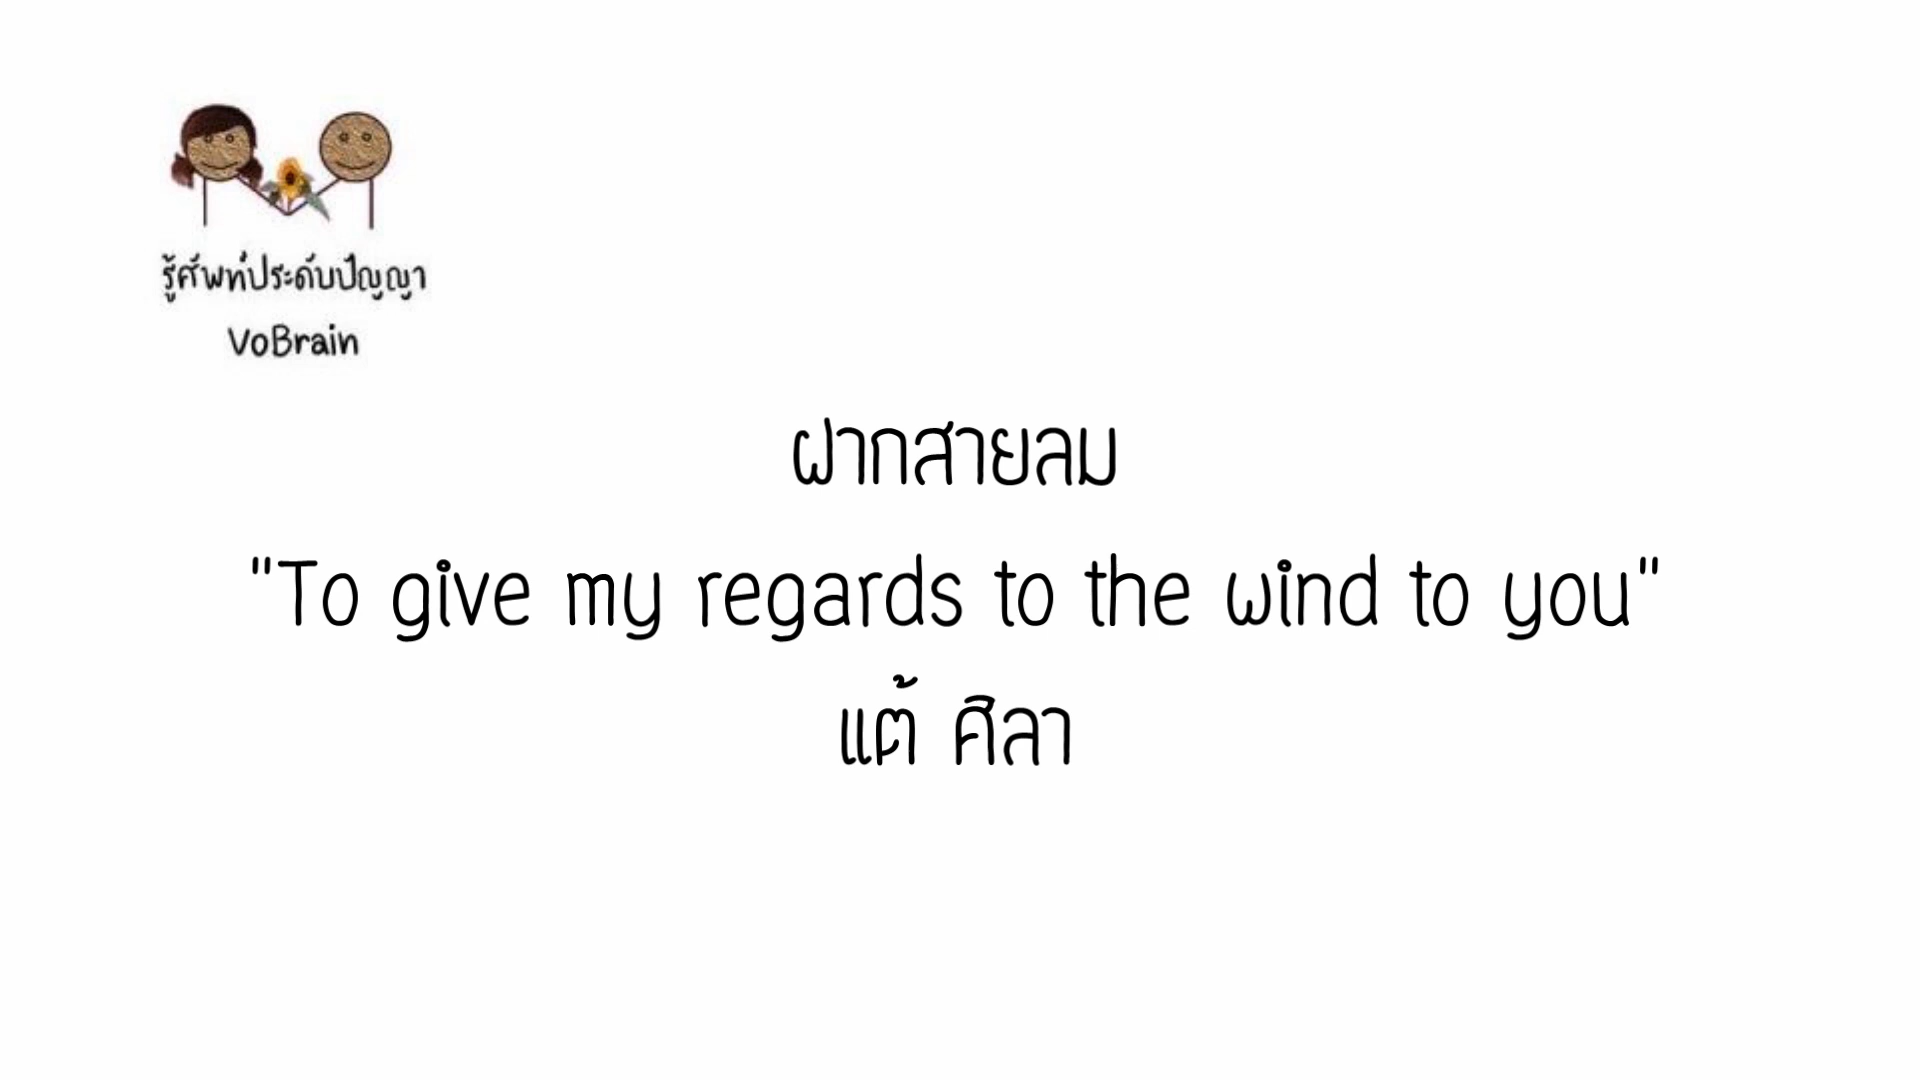 รู้ศัพท์ประดับปัญญา
VoBrain
ฝากสายลม
"To give my regards to the wind to you"
แต้ ศิลา